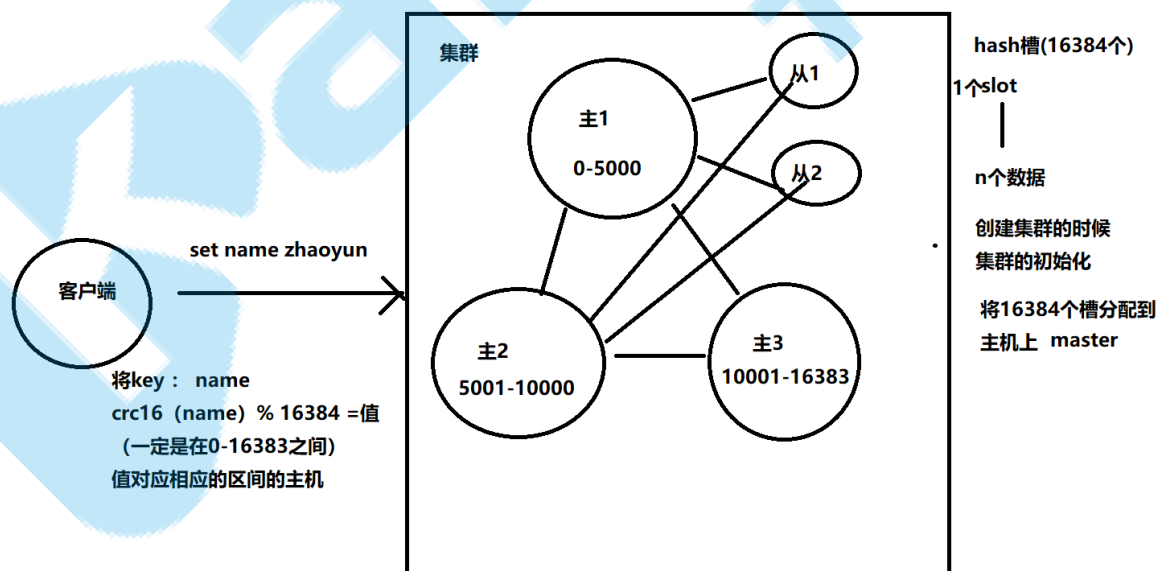 集群
从1
主1
0-5000
从2
hash槽(16384个)
1个slot
n个数据
创建集群的时候
集群的初始化
将16384个槽分配到
主机上 master
set name zhaoyun
客户端
主2
5001-10000
主3
10001-16383
将key： name
crc16（name）% 16384 =值
（一定是在0-16383之间）
值对应相应的区间的主机